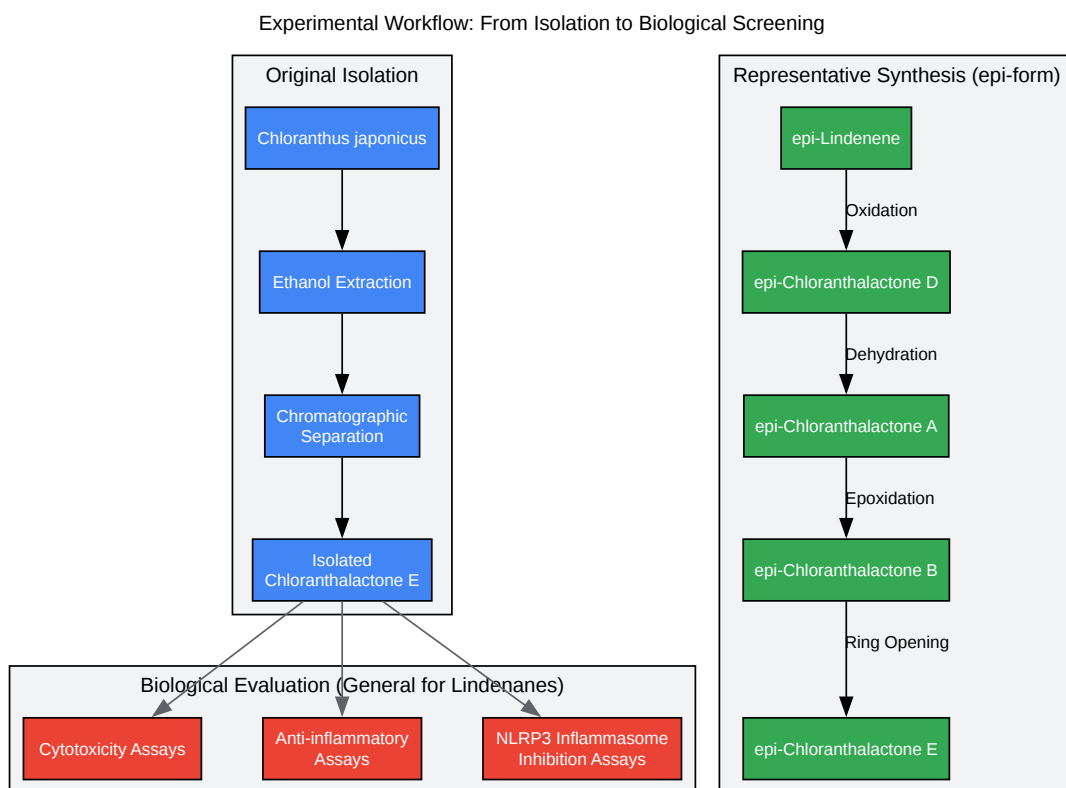 Experimental Workflow: From Isolation to Biological Screening
Original Isolation
Chloranthus japonicus
Ethanol Extraction
Chromatographic
Separation
Isolated
Chloranthalactone E
Biological Evaluation (General for Lindenanes)
Cytotoxicity Assays
Anti-inflammatory
Assays
NLRP3 Inflammasome
Inhibition Assays
Representative Synthesis (epi-form)
epi-Lindenene
Oxidation
epi-Chloranthalactone D
Dehydration
epi-Chloranthalactone A
Epoxidation
epi-Chloranthalactone B
Ring Opening
epi-Chloranthalactone E